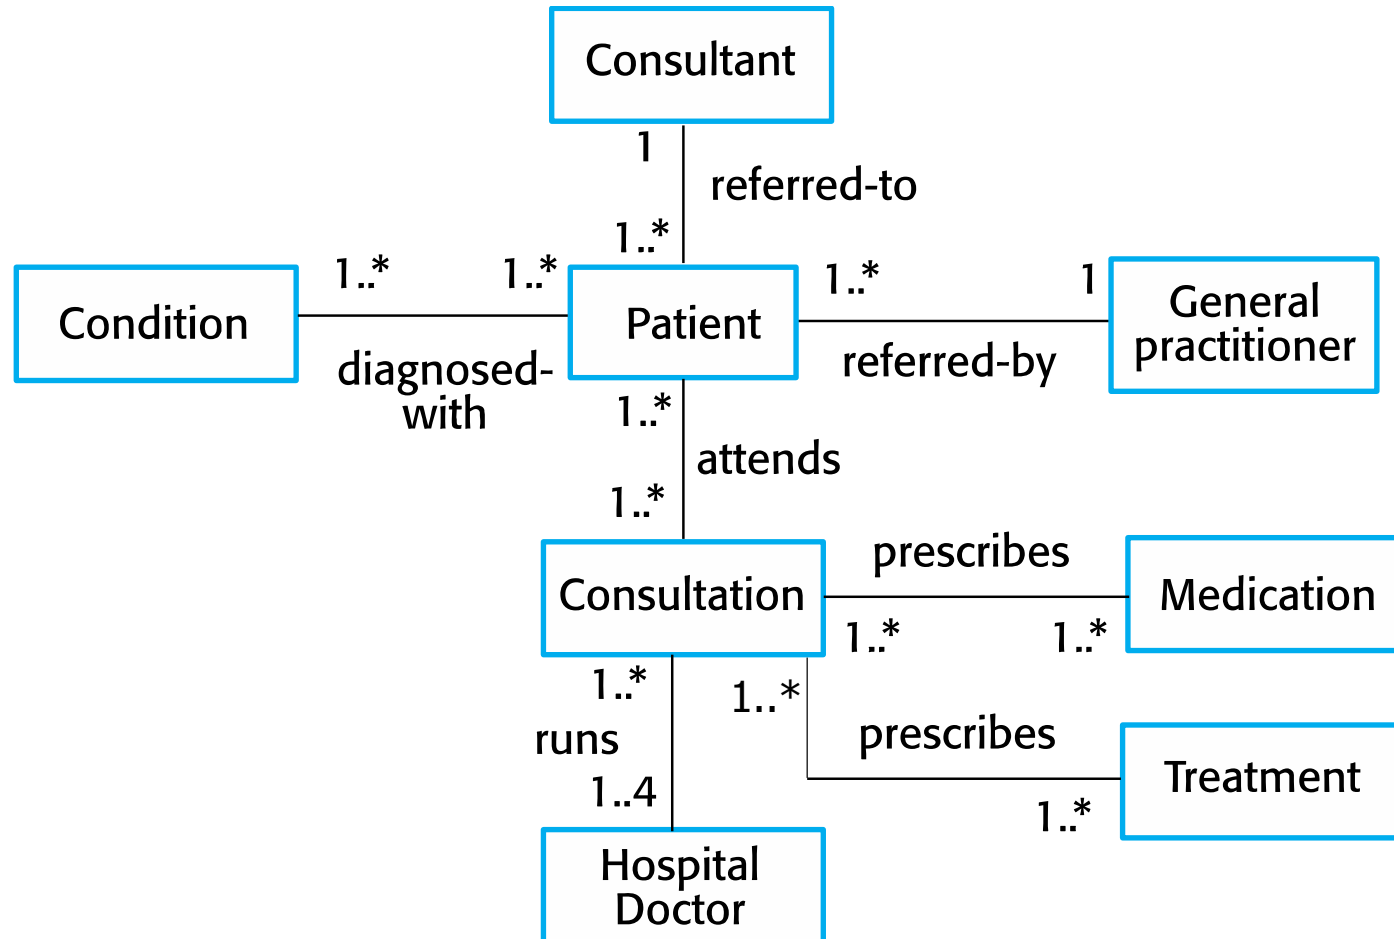 Consultant
1
referred-to
1..*
1..*
1..*
1..*
1
Condition
Patient
General
practitioner
diagnosed-
with
referred-by
1..*
attends
1..*
prescribes
Consultation
Medication
1..*
1..*
1..*
1..*
runs
prescribes
1..4
Treatment
1..*
Hospital
Doctor